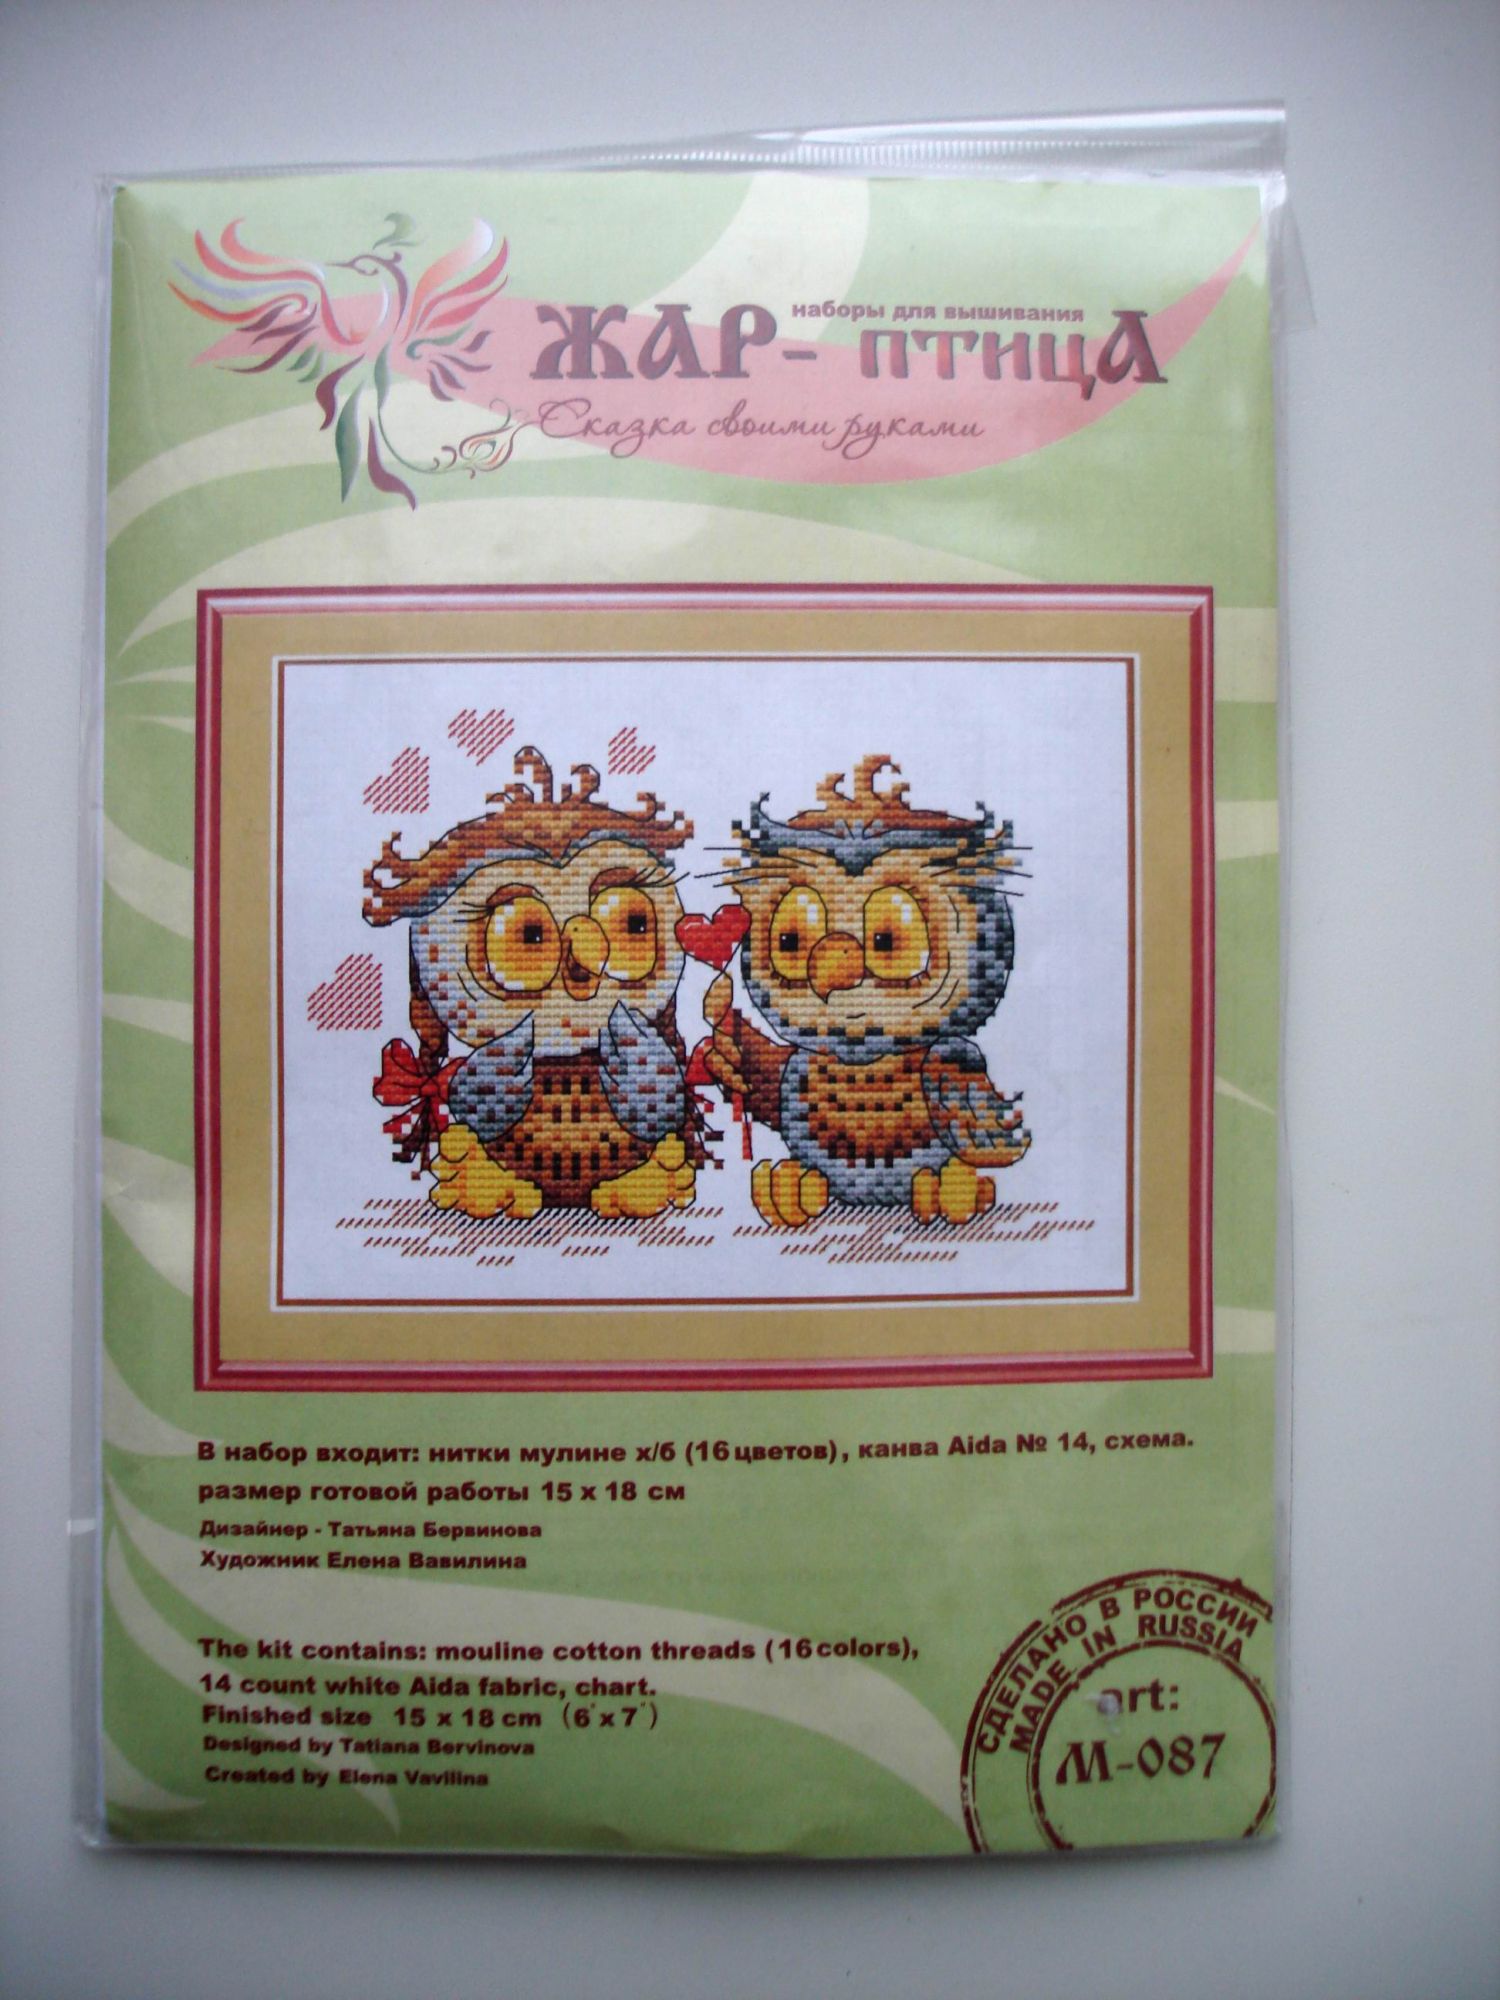 наборы для вышивания
ЖАР-ПТИЦА
Сказка своими руками
В набор входит: нитки мулине х/б (16 цветов), канва Aida № 14, схема.
размер готовой работы 15 х 18 см
Дизайнер - Татьяна Бервинова
Художник Елена Вавилина
The kit contains: mouline cotton threads (16 colors),
14 count white Aida fabric, chart.
Finished size 15 x 18 cm (6" x 7")
Designed by Tatiana Bervinova
Created by Elena Vavilina
СДЕЛАНО В РОССИИ
MADE IN RUSSIA
art:
М-087